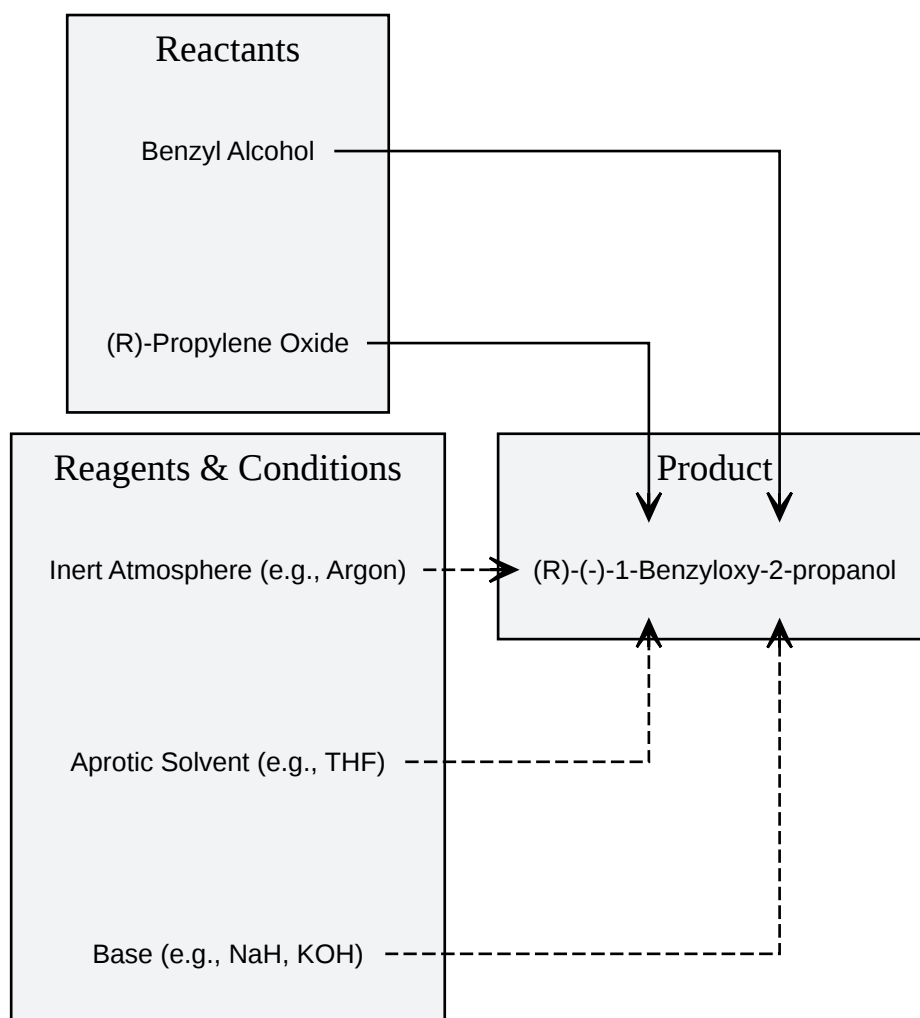 Reactants
Benzyl Alcohol
(R)-Propylene Oxide
Reagents & Conditions
Inert Atmosphere (e.g., Argon)
Aprotic Solvent (e.g., THF)
Base (e.g., NaH, KOH)
Product
(R)-(-)-1-Benzyloxy-2-propanol